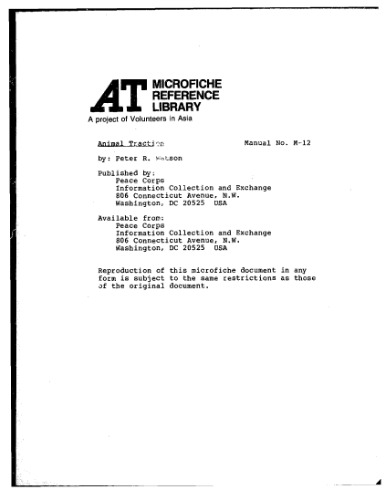 AT MICROFICHE
REFERENCE
LIBRARY
A project of Volunteers in Asia
Animal Traction Manual No. M-12
by: Peter R. Watson
Published by:
Peace Corps
Information Collection and Exchange
806 Connecticut Avenue, N.W.
Washington, DC 20525 USA
Available from:
Peace Corps
Information Collection and Exchange
806 Connecticut Avenue, N.W.
Washington, DC 20525 USA
Reproduction of this microfiche document in any
form is subject to the same restrictions as those
of the original document.